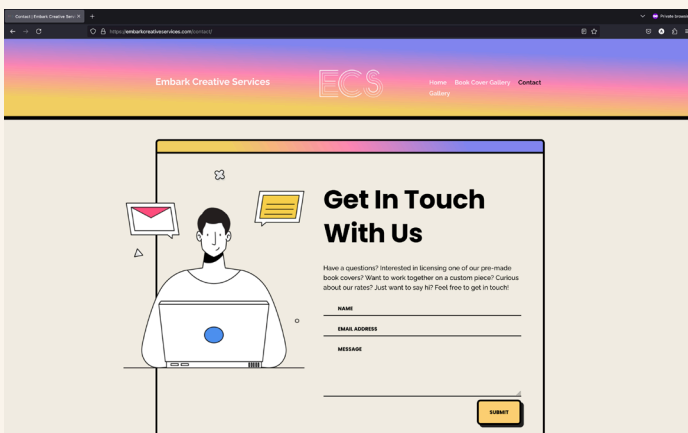 Contact | Embark Creative Serv
Private browsing
https://embarkcreativeservices.com/contact/
Embark Creative Services
ECS
Home Book Cover Gallery Contact
Gallery
Get In Touch
With Us
Have a questions? Interested in licensing one of our pre-made
book covers? Want to work together on a custom piece? Curious
about our rates? Just want to say hi? Feel free to get in touch!
NAME
EMAIL ADDRESS
MESSAGE
SUBMIT